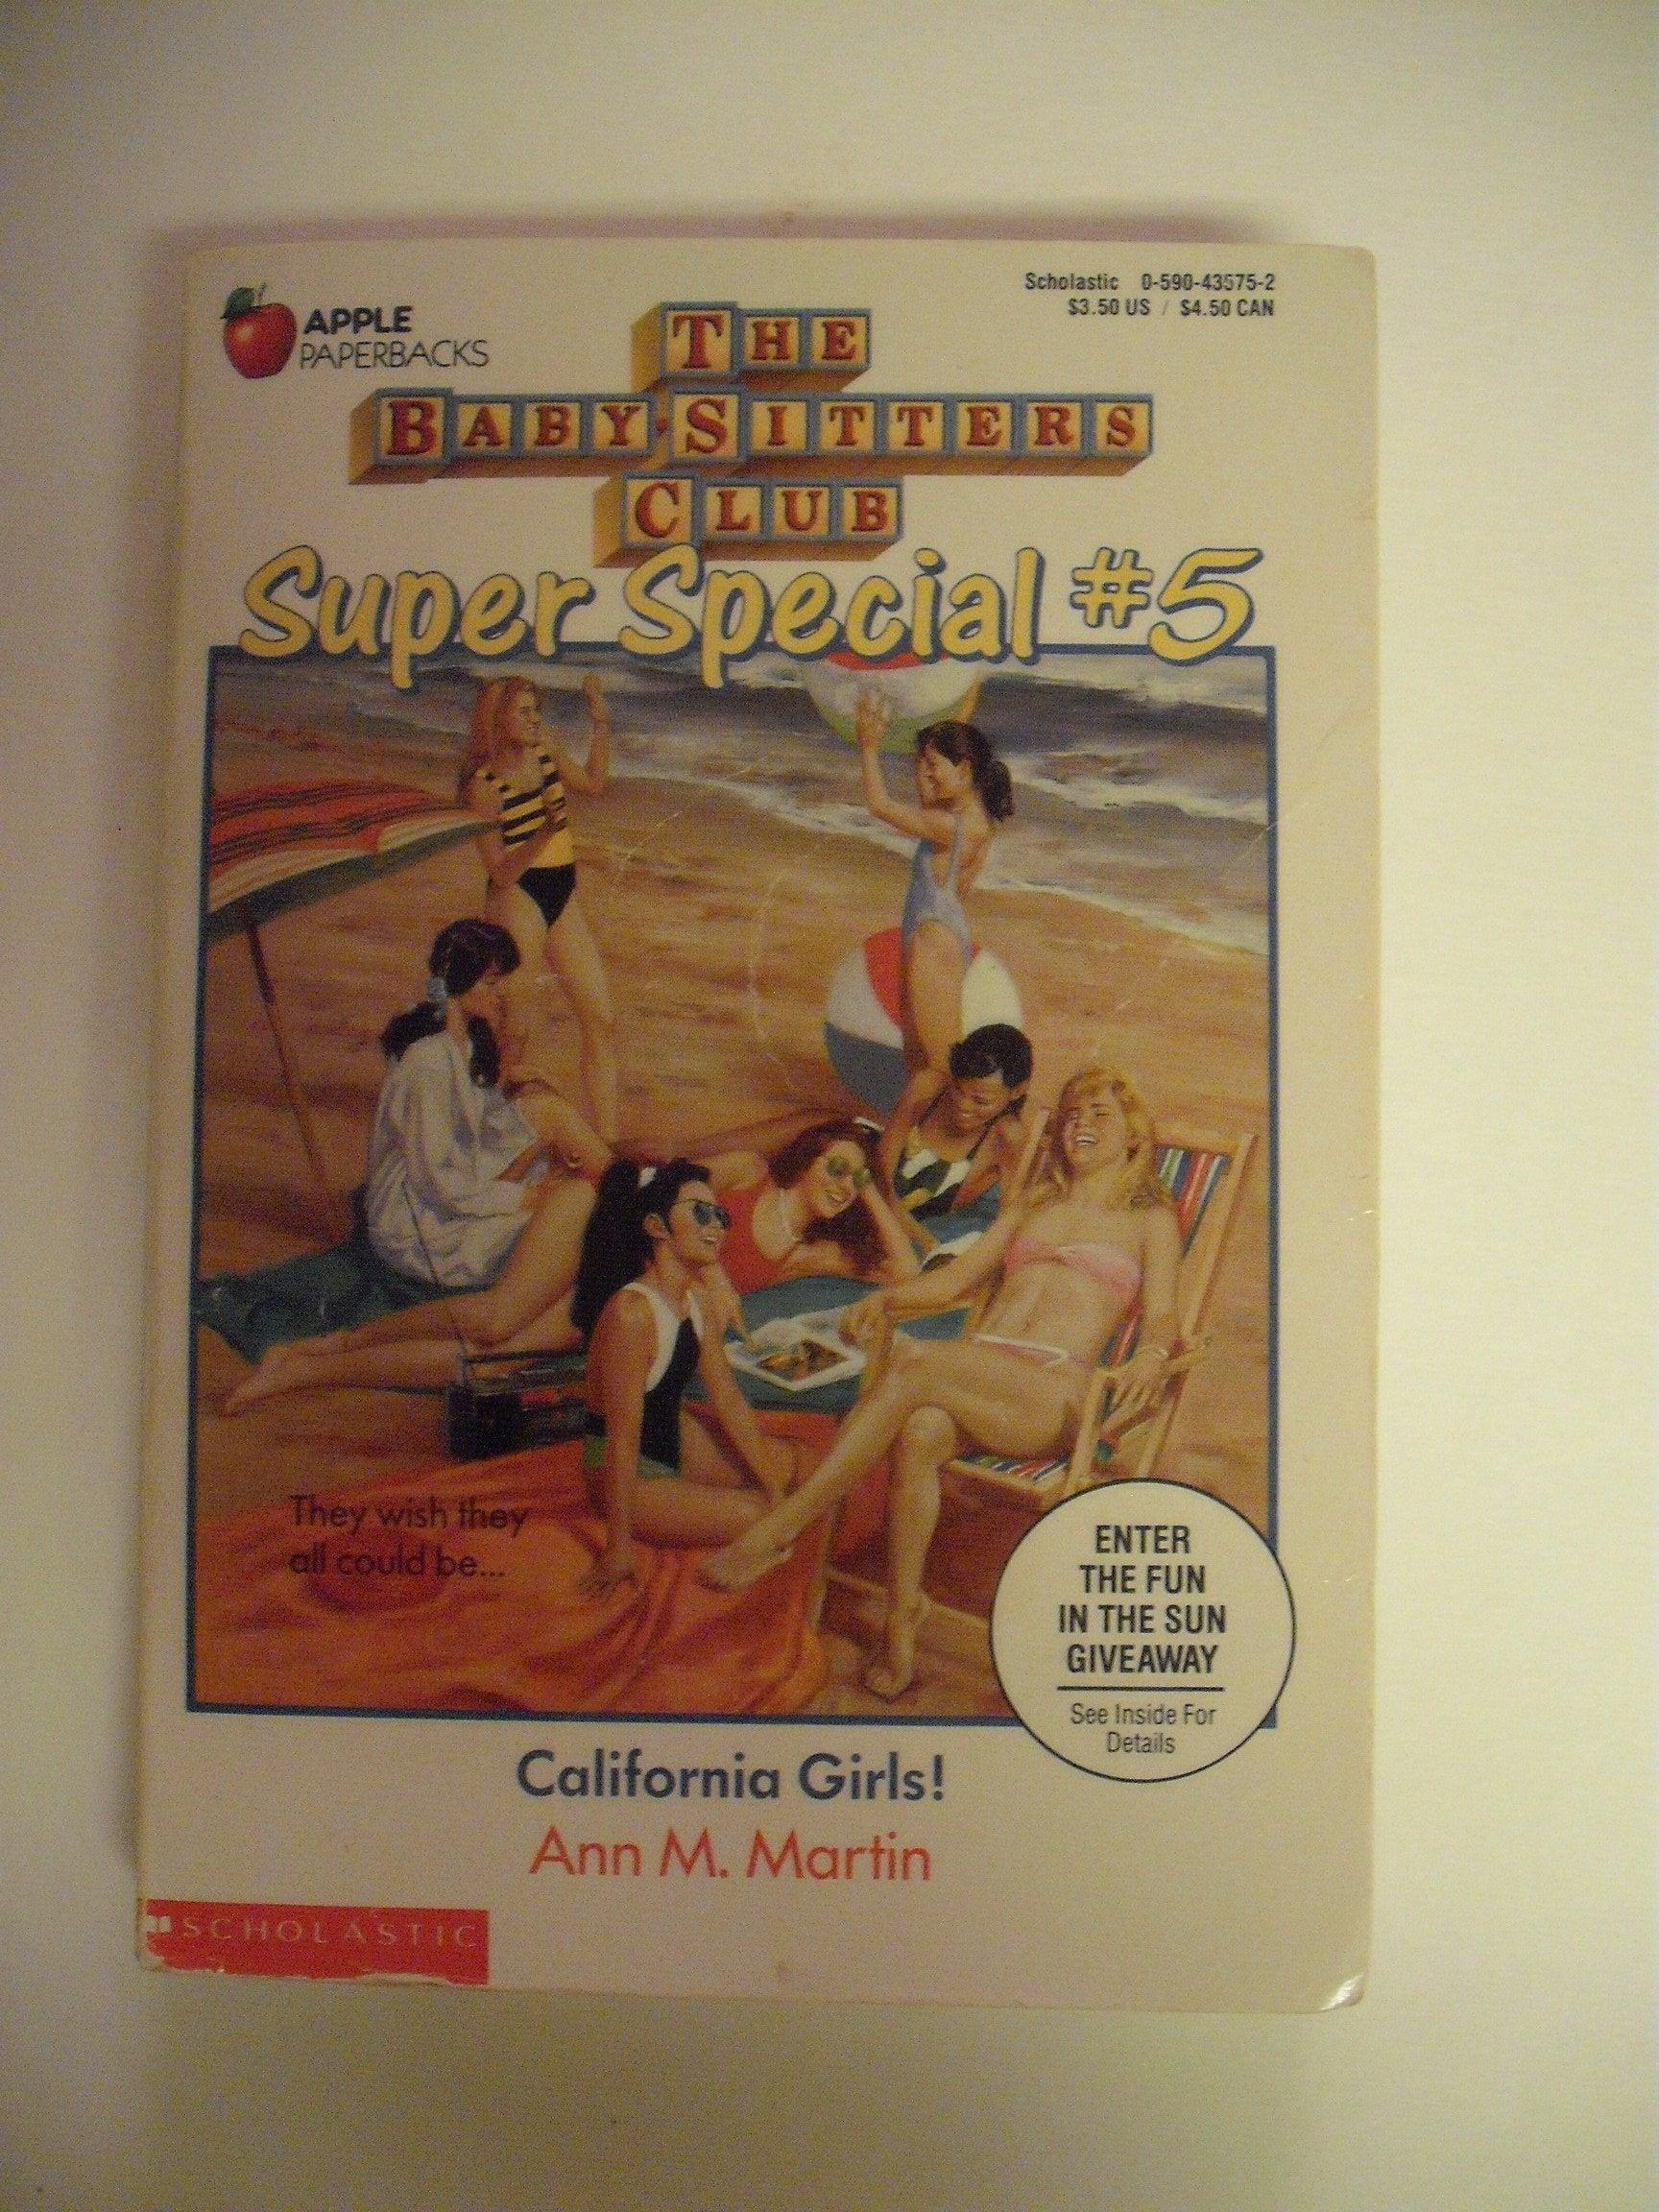 APPLE
PAPERBACKS
Scholastic 0-590-43575-2
$3.50 US / $4.50 CAN
THE
BABY-SITTERS
CLUB
Super Special #5
They wish they
all could be...
ENTER
THE FUN
IN THE SUN
GIVEAWAY
See Inside For
Details
California Girls!
Ann M. Martin
SCHOLASTIC